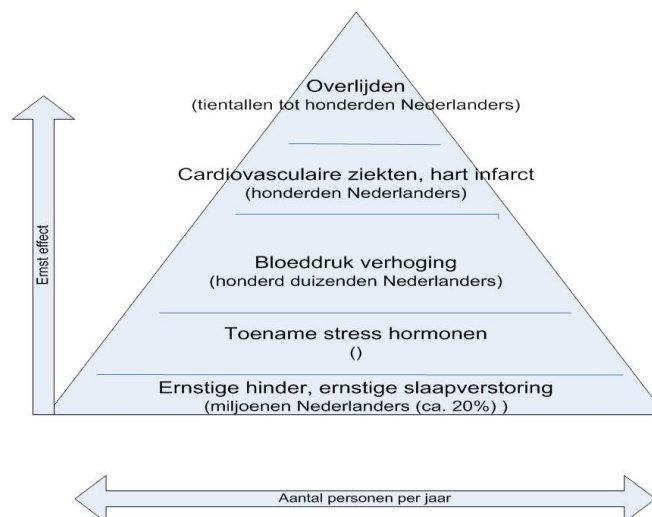 Overlijden
(tientallen tot honderden Nederlanders)
Cardiovasculaire ziekten, hart infarct
(honderden Nederlanders)
Ernst effect
Bloeddruk verhoging
(honderd duizenden Nederlanders)
Toename stress hormonen
()
Ernstige hinder, ernstige slaapverstoring
(miljoenen Nederlanders (ca. 20%) )
Aantal personen per jaar